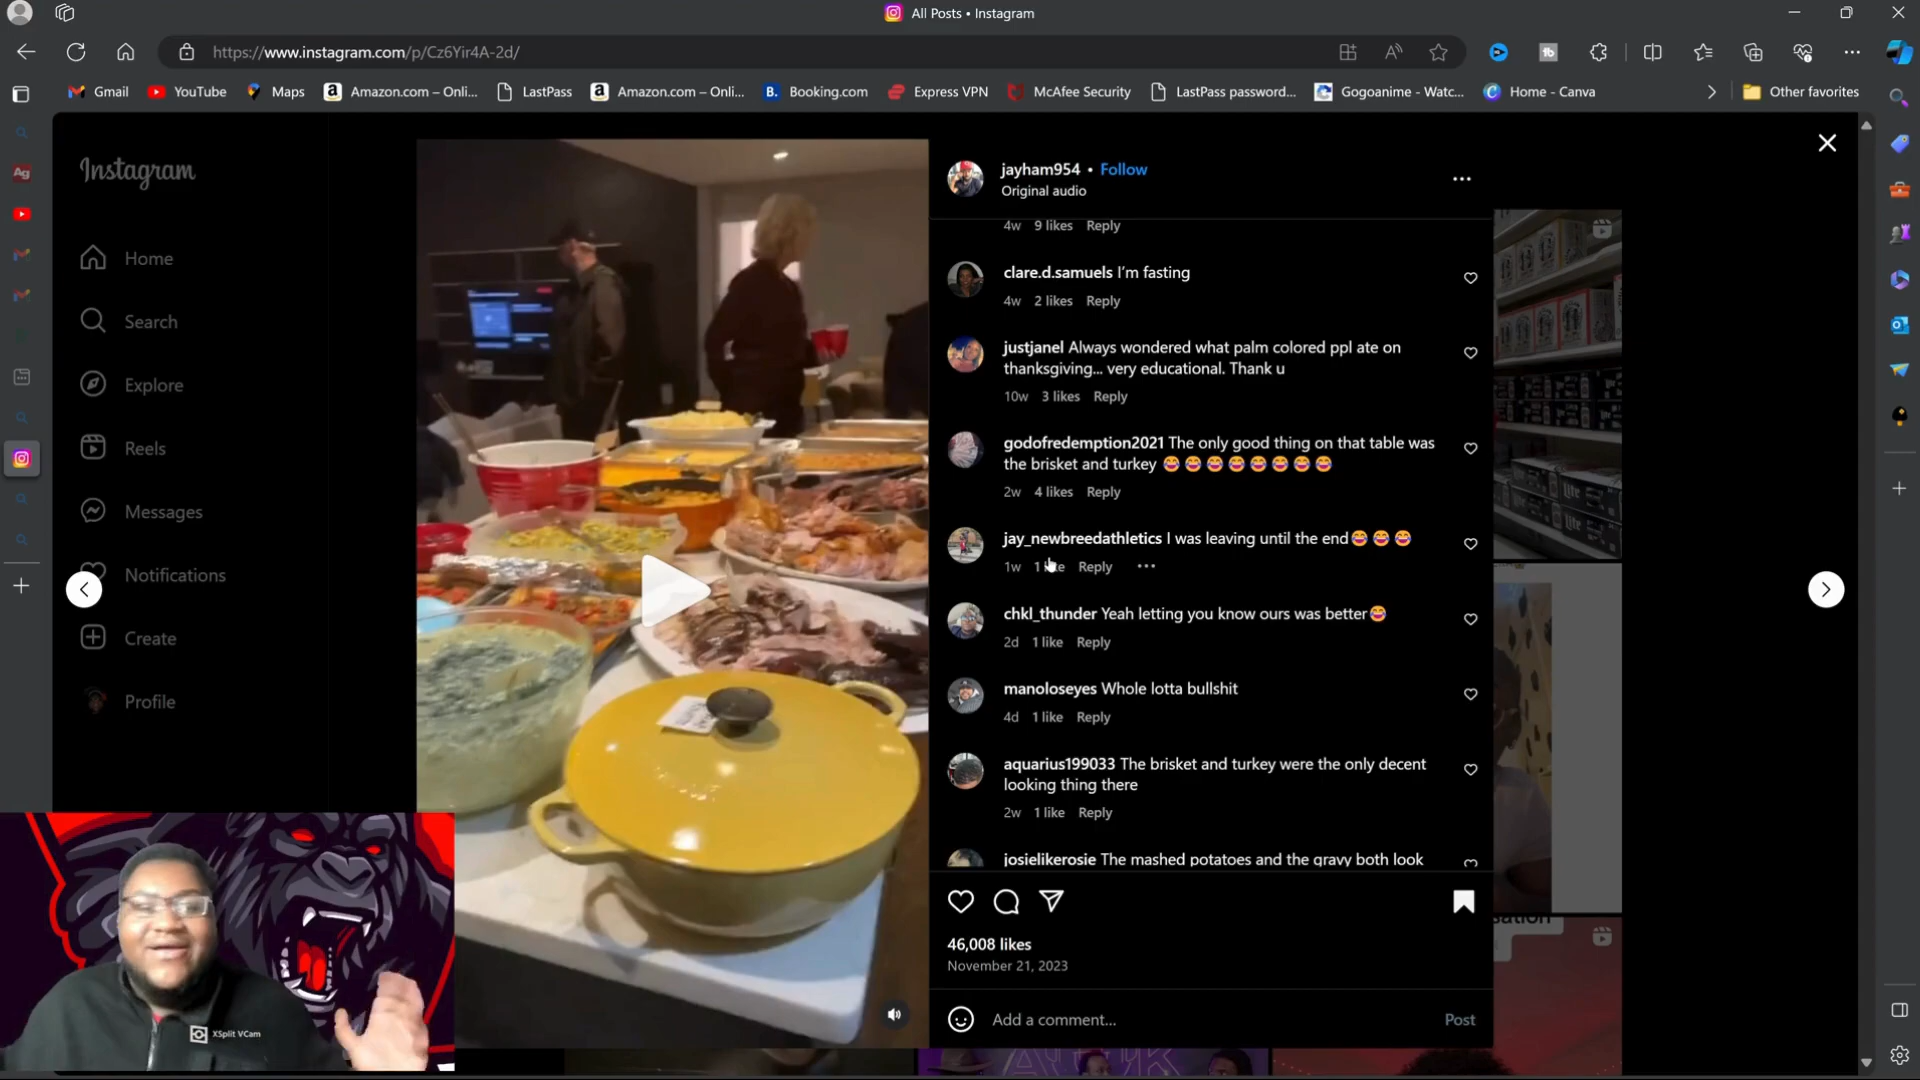 All Posts • Instagram
https://www.instagram.com/p/Cz6Yir4A-2d/
Gmail
YouTube
Maps
Amazon.com – Onli...
LastPass
Amazon.com – Onli...
Booking.com
Express VPN
McAfee Security
LastPass password...
Gogoanime - Watc...
Home - Canva
Other favorites
Instagram
Home
Search
Explore
Reels
Messages
Notifications
Create
Profile
jayham954 • Follow
Original audio
4w 9 likes Reply
clare.d.samuels I’m fasting
4w 2 likes Reply
justjanel Always wondered what palm colored ppl ate on
thanksgiving... very educational. Thank u
10w 3 likes Reply
godofredemption2021 The only good thing on that table was
the brisket and turkey 😂😂😂😂😂😂😂😂
2w 4 likes Reply
jay_newbreedathletics I was leaving until the end😂😂😂
1w 1 like Reply
chkl_thunder Yeah letting you know ours was better😂
2d 1 like Reply
manoloseyes Whole lotta bullshit
4d 1 like Reply
aquarius199033 The brisket and turkey were the only decent
looking thing there
2w 1 like Reply
josielikerosie The mashed potatoes and the gravy both look
46,008 likes
November 21, 2023
Add a comment...
Post
XSplit VCam
Lite